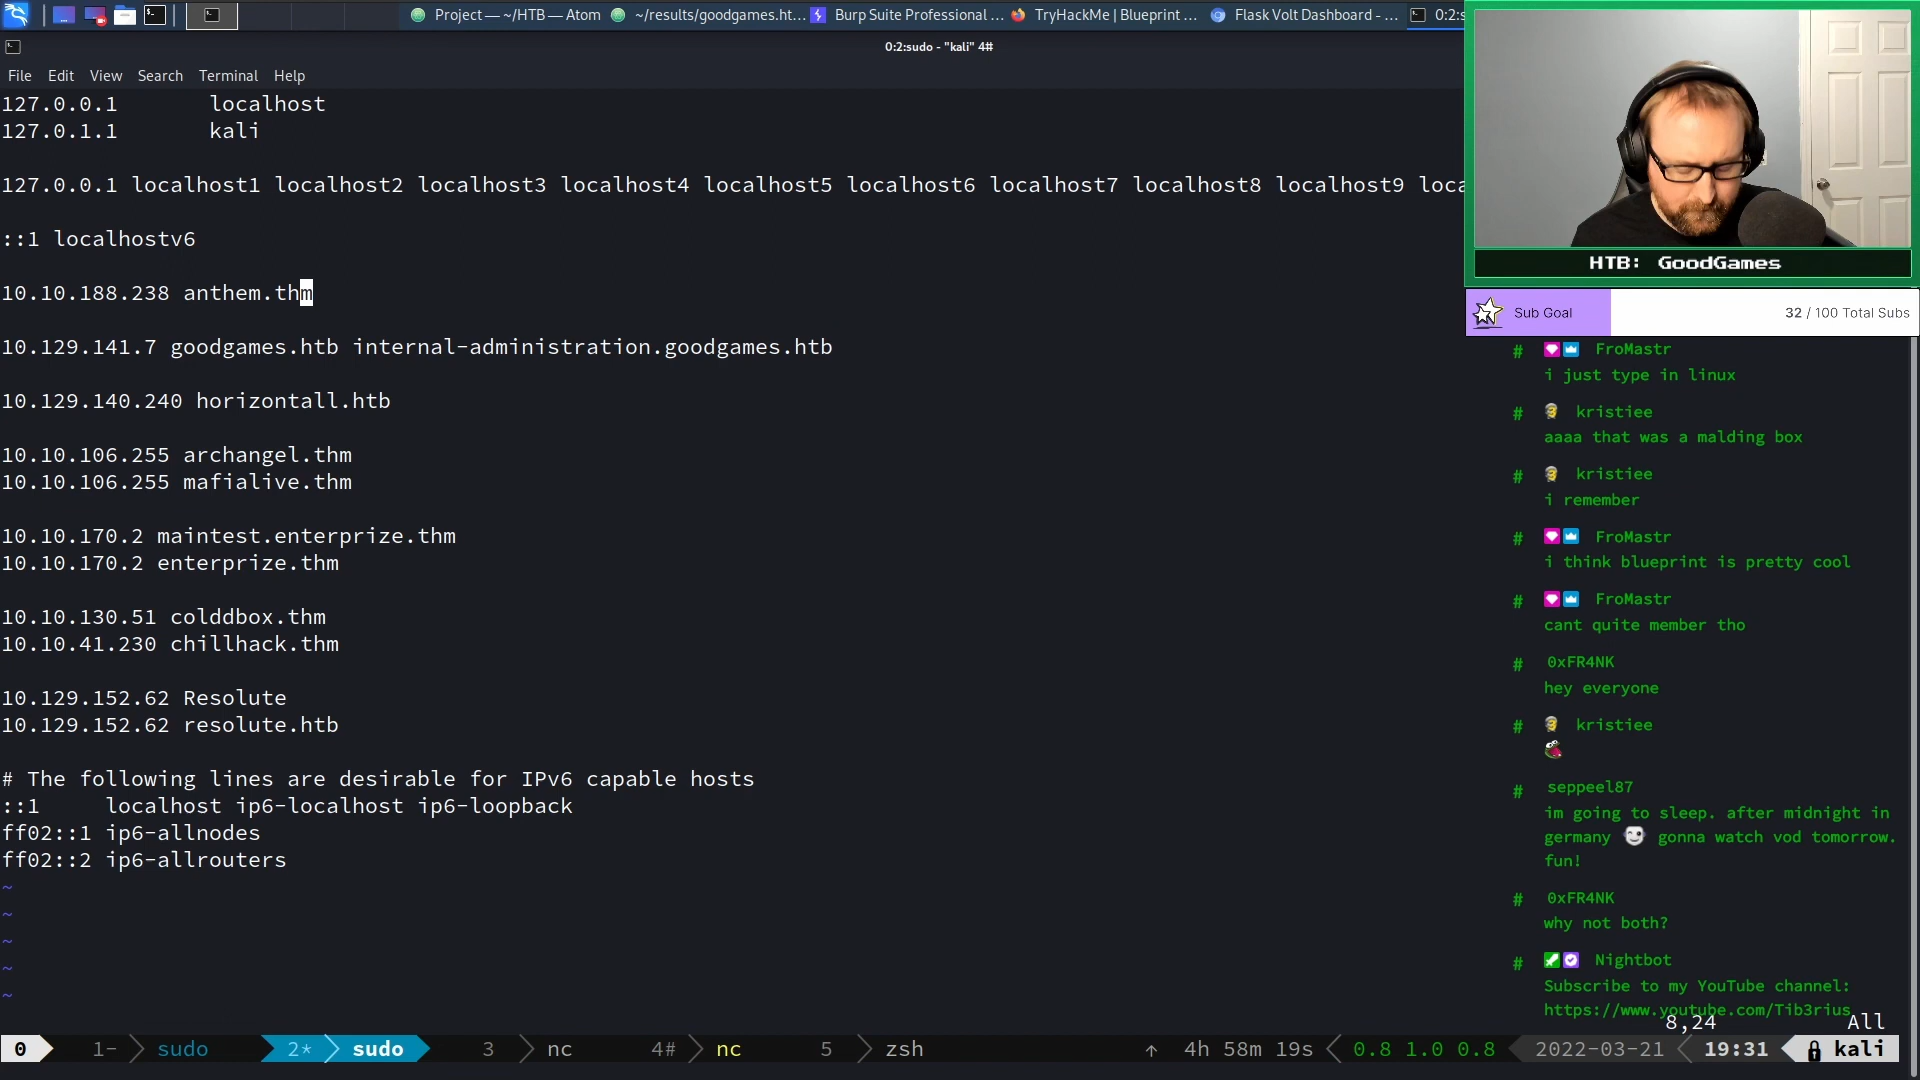 Project — ~/HTB — Atom
~/results/goodgames.ht...
Burp Suite Professional ...
TryHackMe | Blueprint ...
Flask Volt Dashboard - ...
0:2:s
0:2:sudo - "kali" 4#
File Edit View Search Terminal Help
127.0.0.1 localhost
127.0.1.1 kali
127.0.0.1 localhost1 localhost2 localhost3 localhost4 localhost5 localhost6 localhost7 localhost8 localhost9 loca
::1 localhostv6
10.10.188.238 anthem.thm
10.129.141.7 goodgames.htb internal-administration.goodgames.htb
10.129.140.240 horizontall.htb
10.10.106.255 archangel.thm
10.10.106.255 mafialive.thm
10.10.170.2 maintest.enterprize.thm
10.10.170.2 enterprize.thm
10.10.130.51 colddbox.thm
10.10.41.230 chillhack.thm
10.129.152.62 Resolute
10.129.152.62 resolute.htb
# The following lines are desirable for IPv6 capable hosts
::1 localhost ip6-localhost ip6-loopback
ff02::1 ip6-allnodes
ff02::2 ip6-allrouters
~
~
~
~
~
HTB: GoodGames
Sub Goal 32 / 100 Total Subs
# FroMastr
i just type in linux
# kristiee
aaaa that was a malding box
# kristiee
i remember
# FroMastr
i think blueprint is pretty cool
# FroMastr
cant quite member tho
# 0xFR4NK
hey everyone
# kristiee
# seppeel87
im going to sleep. after midnight in
germany gonna watch vod tomorrow.
fun!
# 0xFR4NK
why not both?
# Nightbot
Subscribe to my YouTube channel:
https://www.youtube.com/Tib3rius
8,24 All
0 1- sudo 2* sudo 3 nc 4# nc 5 zsh ↑ 4h 58m 19s 0.8 1.0 0.8 2022-03-21 19:31 kali